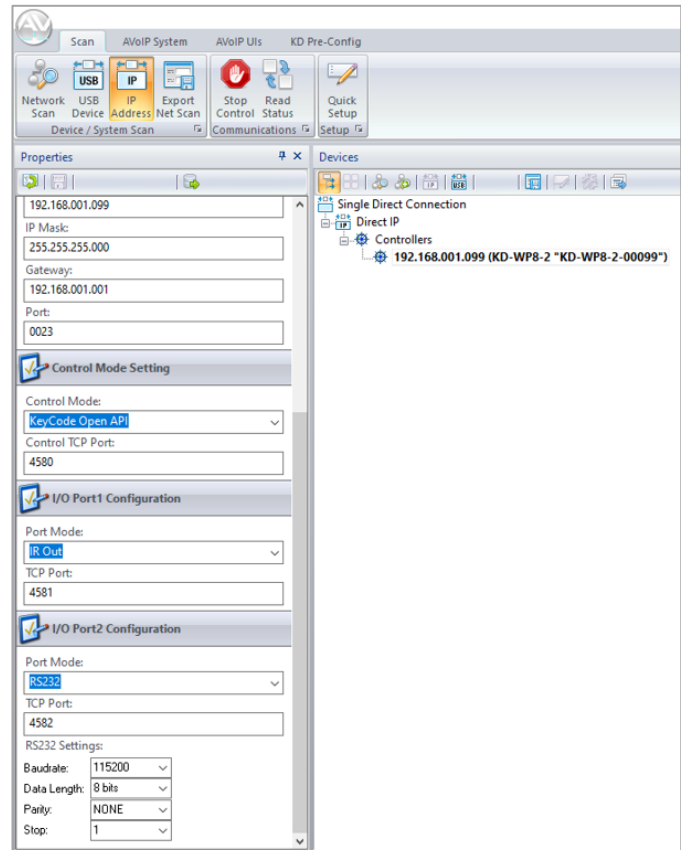 AV
Scan AVoIP System AVoIP UIs KD Pre-Config
Network Scan
USB Device
IP Address
Export Net Scan
Stop Control
Read Status
Quick Setup
Device / System Scan
Communications
Setup
Properties
Devices
192.168.001.099
IP Mask:
255.255.255.000
Gateway:
192.168.001.001
Port:
0023
Control Mode Setting
Control Mode:
KeyCode Open API
Control TCP Port:
4580
I/O Port1 Configuration
Port Mode:
IR Out
TCP Port:
4581
I/O Port2 Configuration
Port Mode:
RS232
TCP Port:
4582
RS232 Settings:
Baudrate: 115200
Data Length: 8 bits
Parity: NONE
Stop: 1
Single Direct Connection
Direct IP
Controllers
192.168.001.099 (KD-WP8-2 "KD-WP8-2-00099")